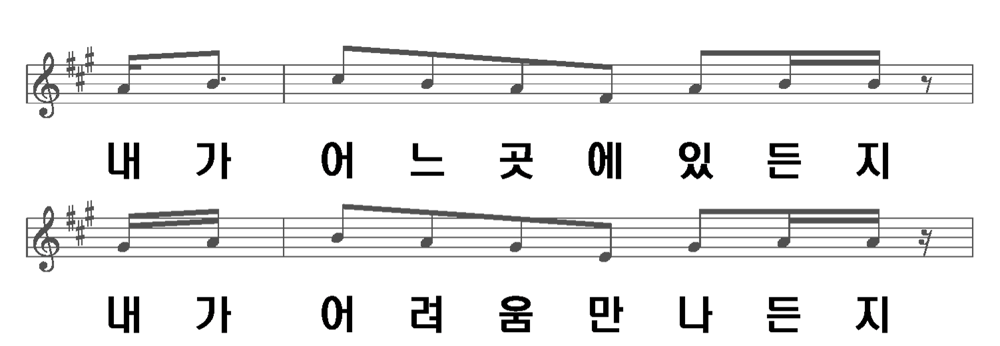 내 가 어 느 곳 에 있 든 지
내 가 어 려 움 만 나 든 지